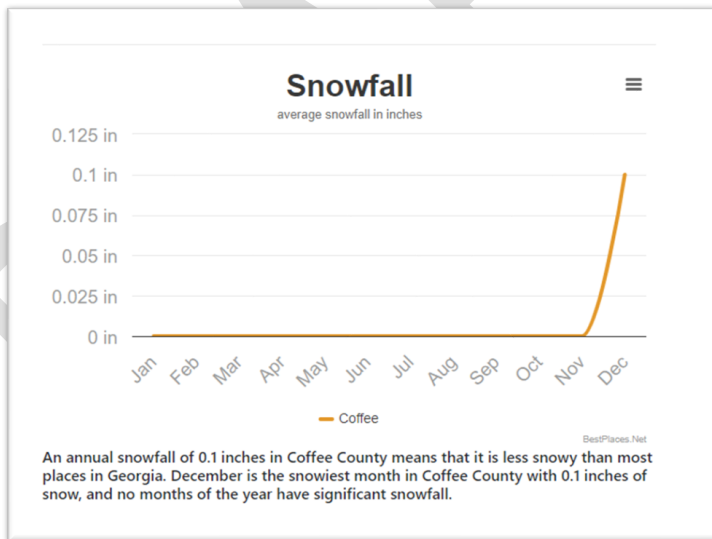 Snowfall
average snowfall in inches
0.125 in
0.1 in
0.075 in
0.05 in
0.025 in
0 in
Jan Feb Mar Apr May Jun Jul Aug Sep Oct Nov Dec
Coffee
BestPlaces.Net
An annual snowfall of 0.1 inches in Coffee County means that it is less snowy than most
places in Georgia. December is the snowiest month in Coffee County with 0.1 inches of
snow, and no months of the year have significant snowfall.